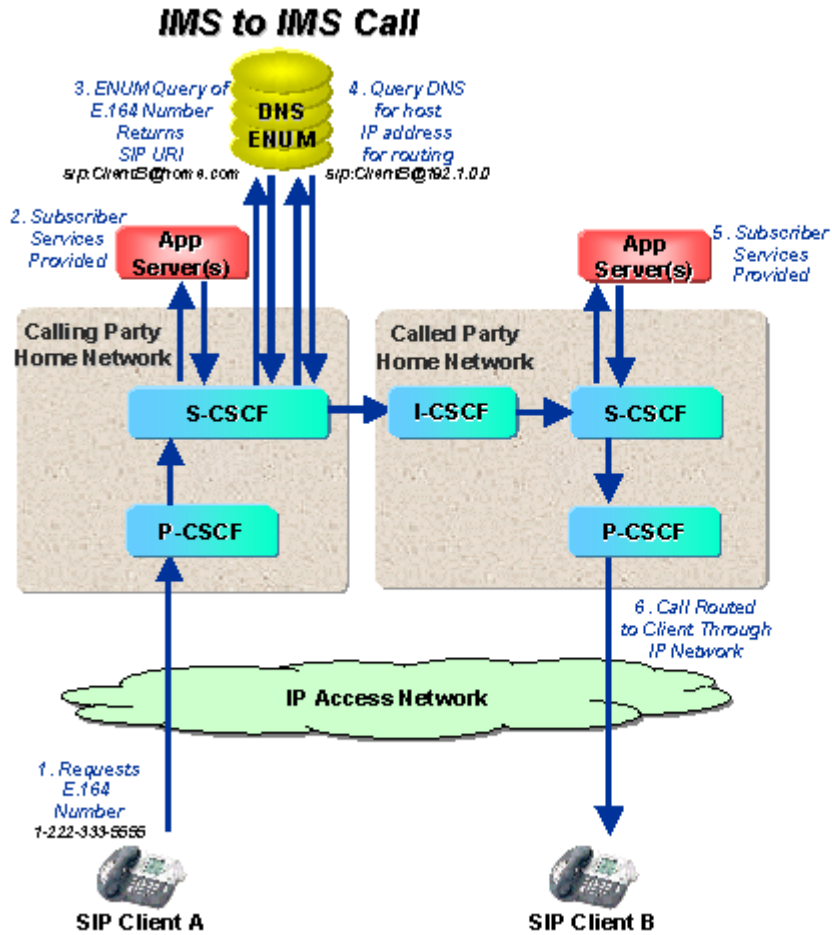 IMS to IMS Call
3. ENUM Query of
E.164 Number
Returns
SIP URI
sip:ClientB@home.com
DNS
ENUM
4. Query DNS
for host
IP address
for routing
sip:ClientB@192.1.0.0
2. Subscriber
Services
Provided
App
Server(s)
App
Server(s)
5. Subscriber
Services
Provided
Calling Party
Home Network
Called Party
Home Network
S-CSCF
I-CSCF
S-CSCF
P-CSCF
P-CSCF
6. Call Routed
to Client Through
IP Network
IP Access Network
1. Requests
E.164
Number
1-222-333-5555
SIP Client A
SIP Client B